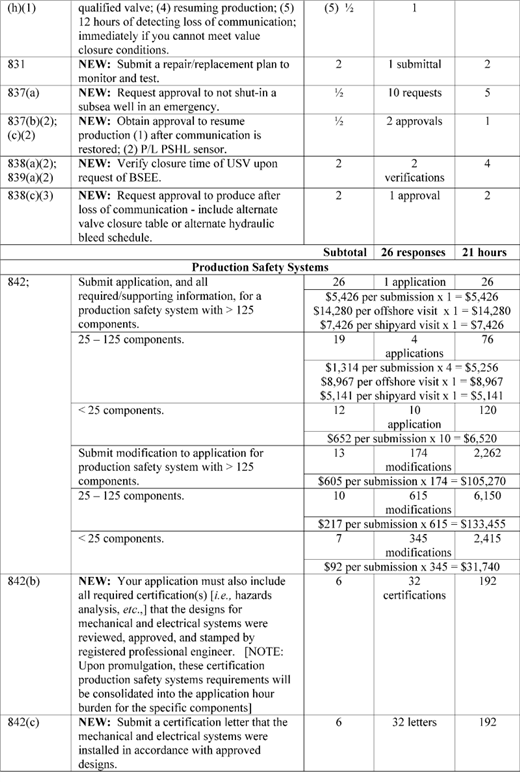 (h)(1) qualified valve; (4) resuming production; (5) (5) ½ 1
12 hours of detecting loss of communication;
immediately if you cannot meet value
closure conditions.
831 NEW: Submit a repair/replacement plan to 2 1 submittal 2
monitor and test.
837(a) NEW: Request approval to not shut-in a ½ 10 requests 5
subsea well in an emergency.
837(b)(2); NEW: Obtain approval to resume ½ 2 approvals 1
(c)(2) production (1) after communication is
restored; (2) P/L PSHL sensor.
838(a)(2); NEW: Verify closure time of USV upon 2 2 4
839(a)(2) request of BSEE. verifications
838(c)(3) NEW: Request approval to produce after 2 1 approval 2
loss of communication - include alternate
valve closure table or alternate hydraulic
bleed schedule.
Subtotal 26 responses 21 hours
Production Safety Systems
842; Submit application, and all 26 1 application 26
required/supporting information, for a $5,426 per submission x 1 = $5,426
production safety system with > 125 $14,280 per offshore visit x 1 = $14,280
components. $7,426 per shipyard visit x 1 = $7,426
25 – 125 components. 19 4 76
applications
$1,314 per submission x 4 = $5,256
$8,967 per offshore visit x 1 = $8,967
$5,141 per shipyard visit x 1 = $5,141
< 25 components. 12 10 120
application
$652 per submission x 10 = $6,520
Submit modification to application for 13 174 2,262
production safety system with > 125 modifications
components. $605 per submission x 174 = $105,270
25 – 125 components. 10 615 6,150
modifications
$217 per submission x 615 = $133,455
< 25 components. 7 345 2,415
modifications
$92 per submission x 345 = $31,740
842(b) NEW: Your application must also include 6 32 192
all required certification(s) [i.e., hazards certifications
analysis, etc.,] that the designs for
mechanical and electrical systems were
reviewed, approved, and stamped by
registered professional engineer. [NOTE:
Upon promulgation, these certification
production safety systems requirements will
be consolidated into the application hour
burden for the specific components]
842(c) NEW: Submit a certification letter that the 6 32 letters 192
mechanical and electrical systems were
installed in accordance with approved
designs.